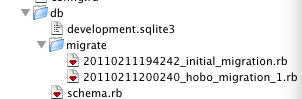 db
development.sqlite3
migrate
20110211194242_initial_migration.rb
20110211200240_hobo_migration_1.rb
schema.rb